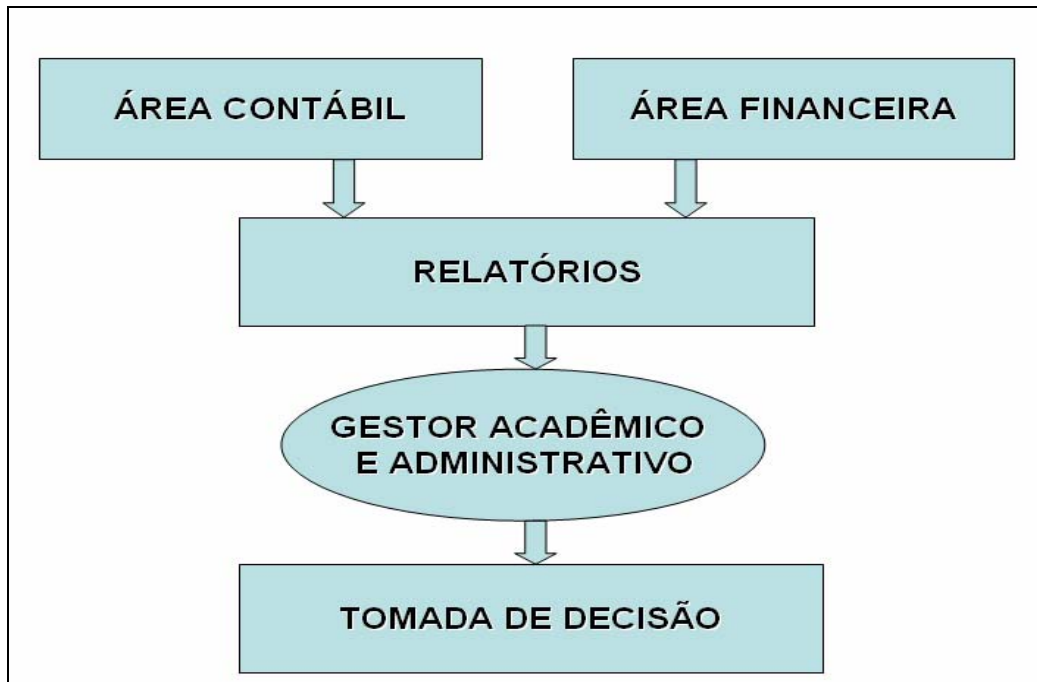 ÁREA CONTÁBIL
ÁREA FINANCEIRA
RELATÓRIOS
GESTOR ACADÊMICO
E ADMINISTRATIVO
TOMADA DE DECISÃO